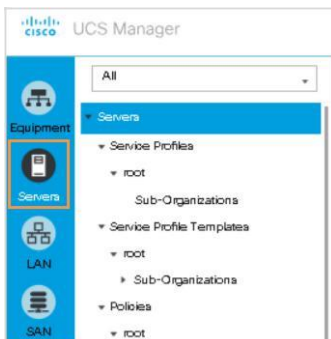 CISCO UCS Manager
All
Equipment
Servers
Service Profiles
root
Servers
Sub-Organizations
Service Profile Templates
LAN
root
Sub-Organizations
Policies
SAN
root